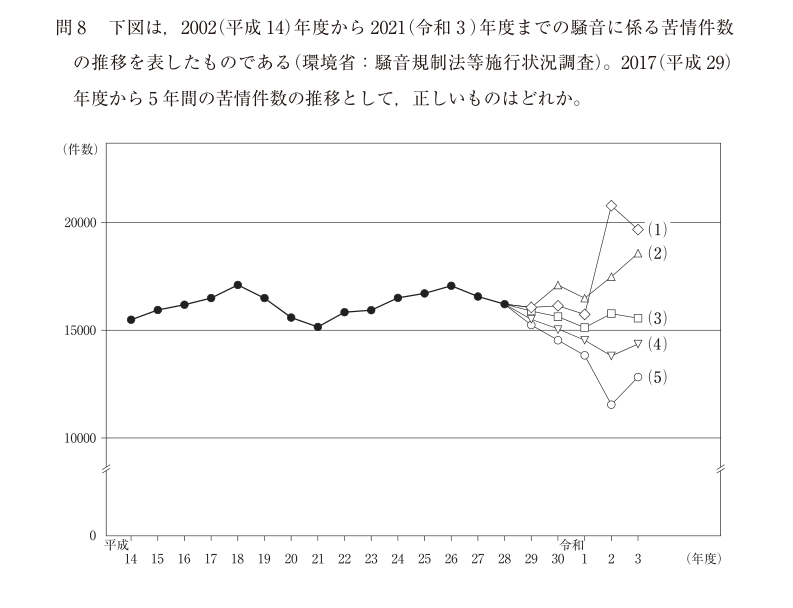 問8 下図は，2002(平成14)年度から2021(令和3)年度までの騒音に係る苦情件数
の推移を表したものである(環境省：騒音規制法等施行状況調査)。2017(平成29)
年度から5年間の苦情件数の推移として，正しいものはどれか。
(件数)
20000
15000
10000
0
(1)
(2)
(3)
(4)
(5)
平成 令和
14 15 16 17 18 19 20 21 22 23 24 25 26 27 28 29 30 1 2 3 (年度)